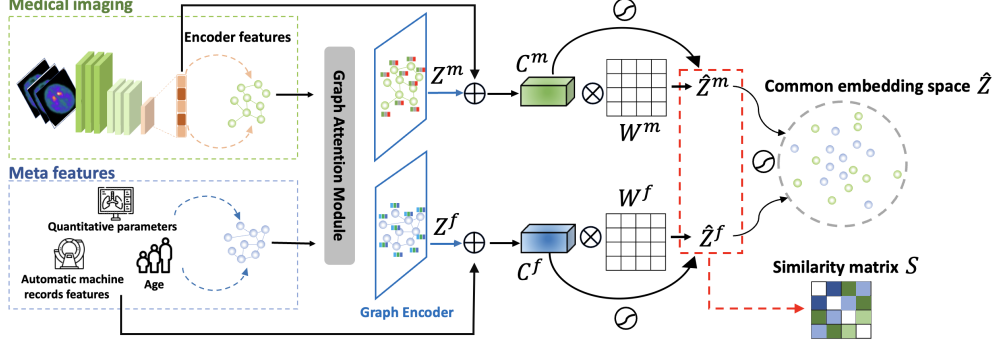 Medical imaging
Encoder features
Graph Attention Module
Z^m
C^m
W^m
Ẑ^m
Common embedding space Ẑ
Meta features
Quantitative parameters
Automatic machine
records features
Age
Z^f
Graph Encoder
C^f
W^f
Ẑ^f
Similarity matrix S